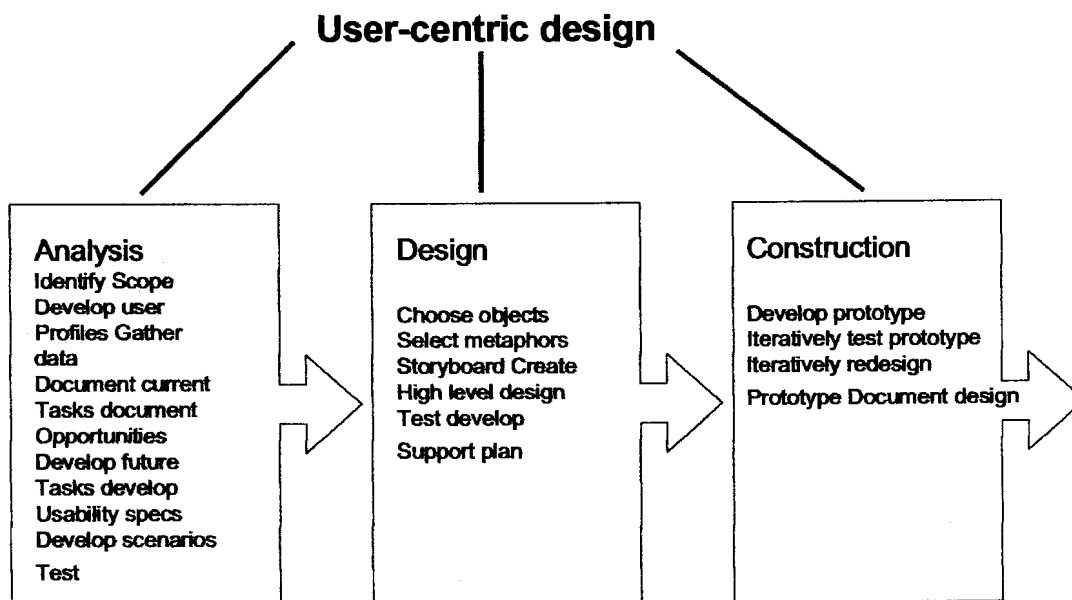 User-centric design
Analysis
Identify Scope
Develop user
Profiles Gather
data
Document current
Tasks document
Opportunities
Develop future
Tasks develop
Usability specs
Develop scenarios
Test
Design
Choose objects
Select metaphors
Storyboard Create
High level design
Test develop
Support plan
Construction
Develop prototype
Iteratively test prototype
Iteratively redesign
Prototype Document design